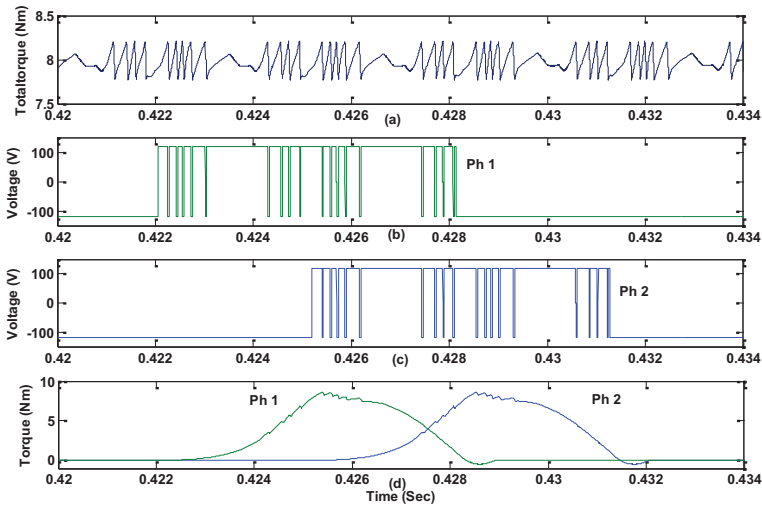 Totaltorque (Nm)
8.5
8
7.5
0.42 0.422 0.424 0.426 0.428 0.43 0.432 0.434
(a)
Voltage (V)
100
0
-100
Ph 1
0.42 0.422 0.424 0.426 0.428 0.43 0.432 0.434
(b)
Voltage (V)
100
0
-100
Ph 2
0.42 0.422 0.424 0.426 0.428 0.43 0.432 0.434
(c)
Torque (Nm)
10
5
0
Ph 1
Ph 2
0.42 0.422 0.424 0.426 0.428 0.43 0.432 0.434
(d)
Time (Sec)